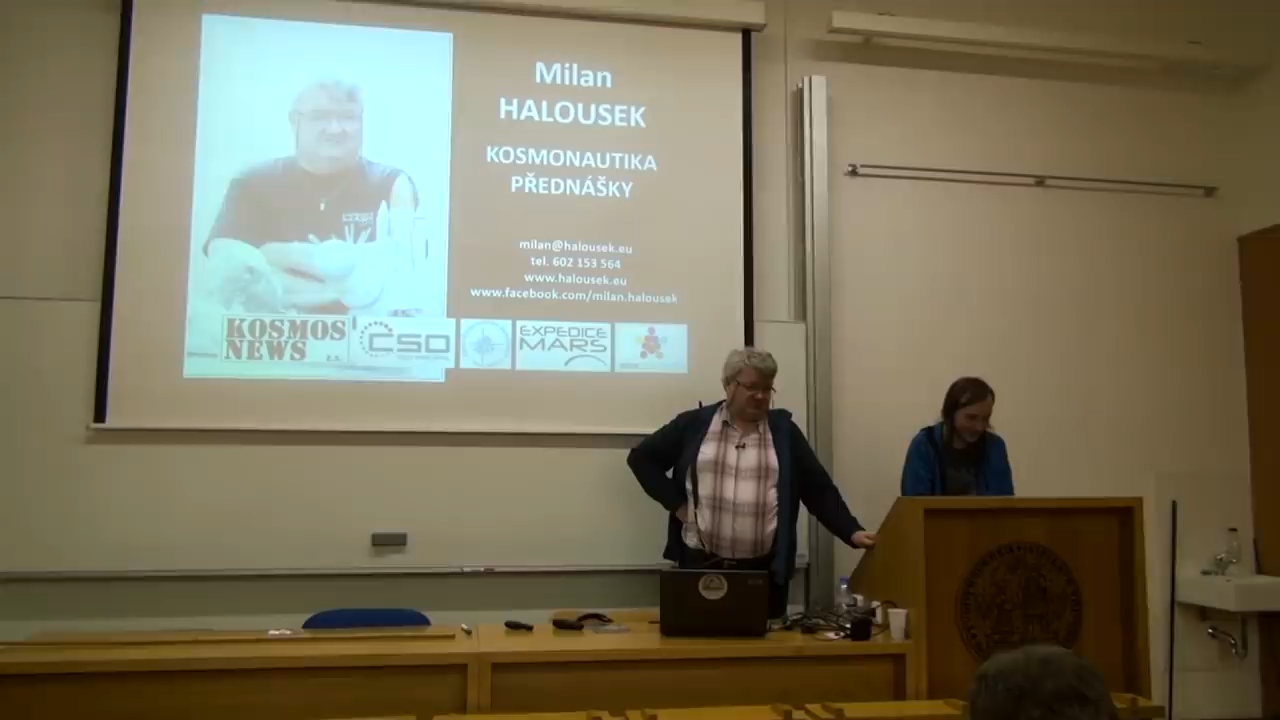 Milan
HALOUSEK
KOSMONAUTIKA
PŘEDNÁŠKY
milan@halousek.eu
tel. 602 153 564
www.halousek.eu
www.facebook.com/milan.halousek
KOSMOS
NEWS
ČSO
EXPEDICE
MARS